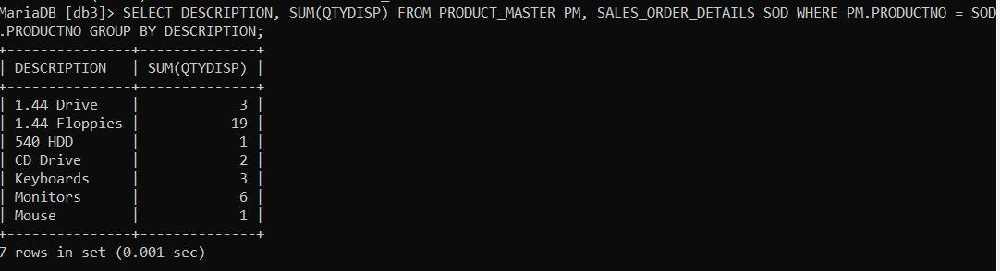 MariaDB [db3]> SELECT DESCRIPTION, SUM(QTYDISP) FROM PRODUCT_MASTER PM, SALES_ORDER_DETAILS SOD WHERE PM.PRODUCTNO = SOD
.PRODUCTNO GROUP BY DESCRIPTION;
+---------------+--------------+
| DESCRIPTION   | SUM(QTYDISP) |
+---------------+--------------+
| 1.44 Drive    |            3 |
| 1.44 Floppies |           19 |
| 540 HDD       |            1 |
| CD Drive      |            2 |
| Keyboards     |            3 |
| Monitors      |            6 |
| Mouse         |            1 |
+---------------+--------------+
7 rows in set (0.001 sec)